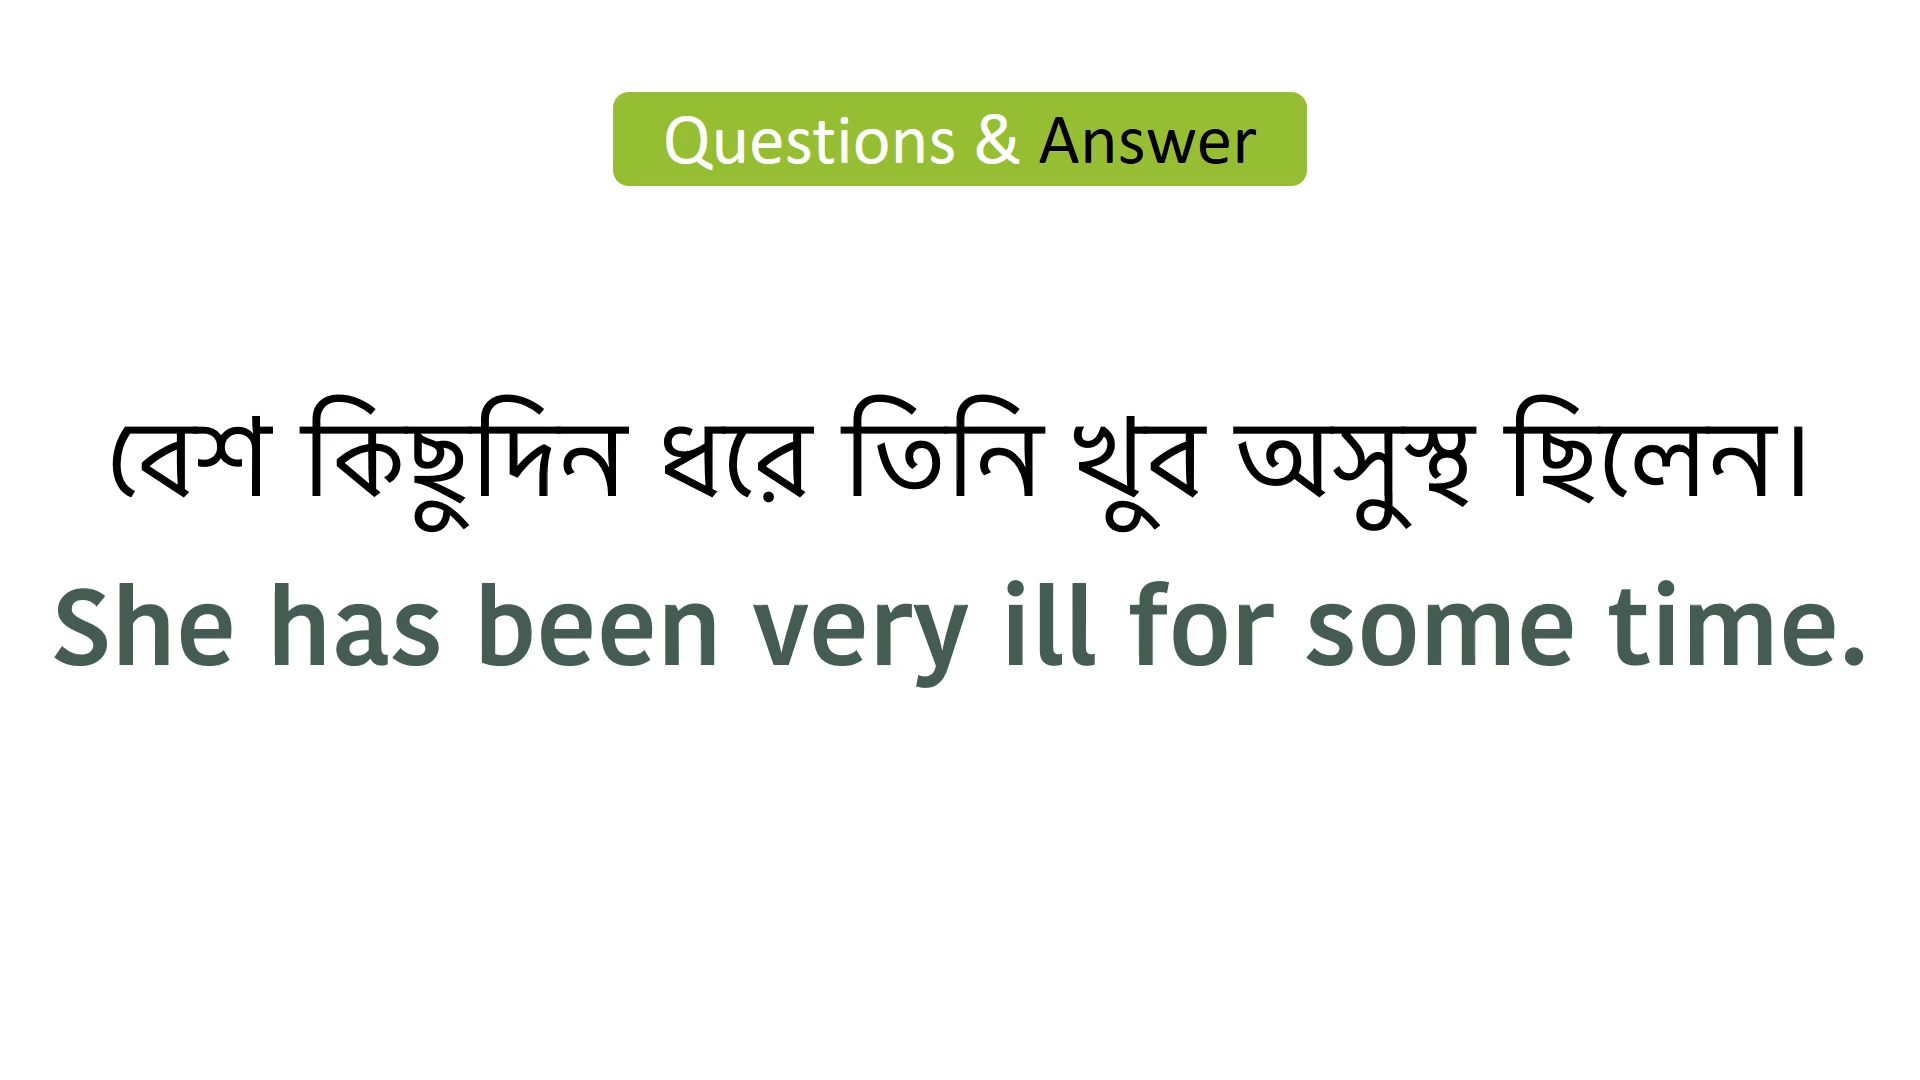 Questions & Answer
বেশ কিছুদিন ধরে তিনি খুব অসুস্থ ছিলেন।
She has been very ill for some time.